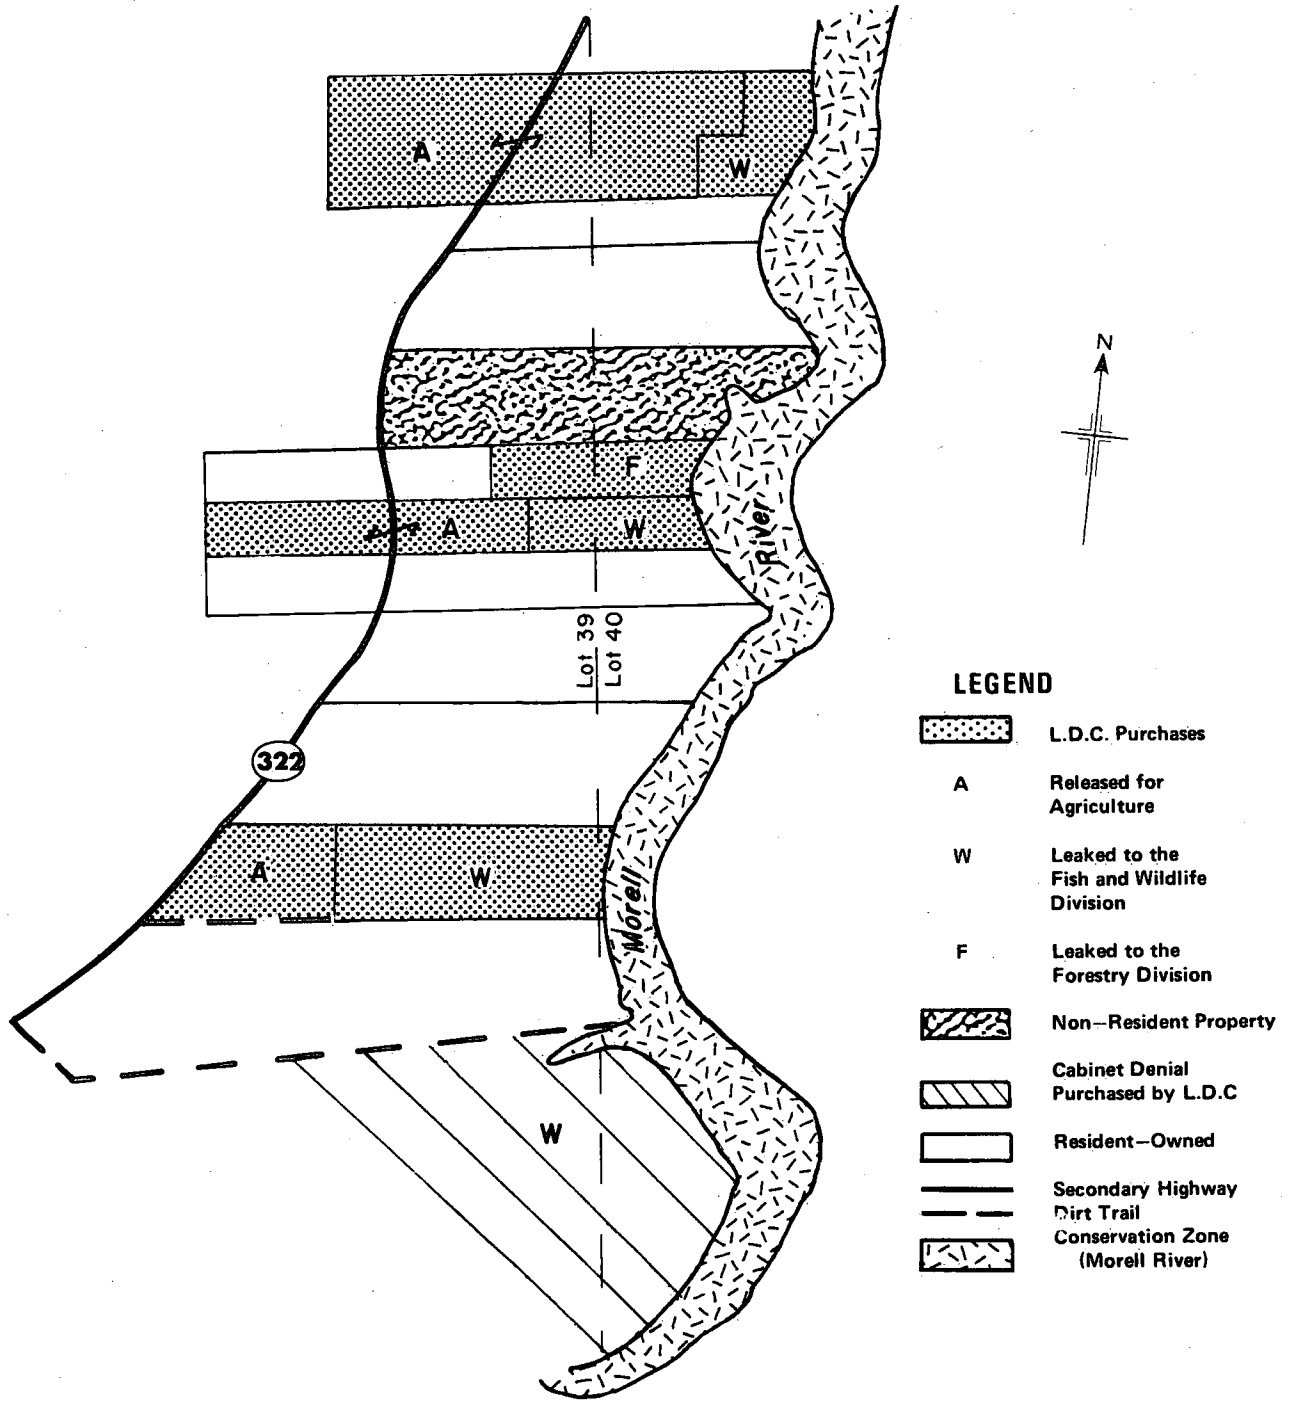 A
W
N
F
A
W
River
Lot 39
Lot 40
322
A
W
Morell
W
LEGEND
L.D.C. Purchases
A Released for
Agriculture
W Leaked to the
Fish and Wildlife
Division
F Leaked to the
Forestry Division
Non–Resident Property
Cabinet Denial
Purchased by L.D.C
Resident–Owned
Secondary Highway
Dirt Trail
Conservation Zone
(Morell River)